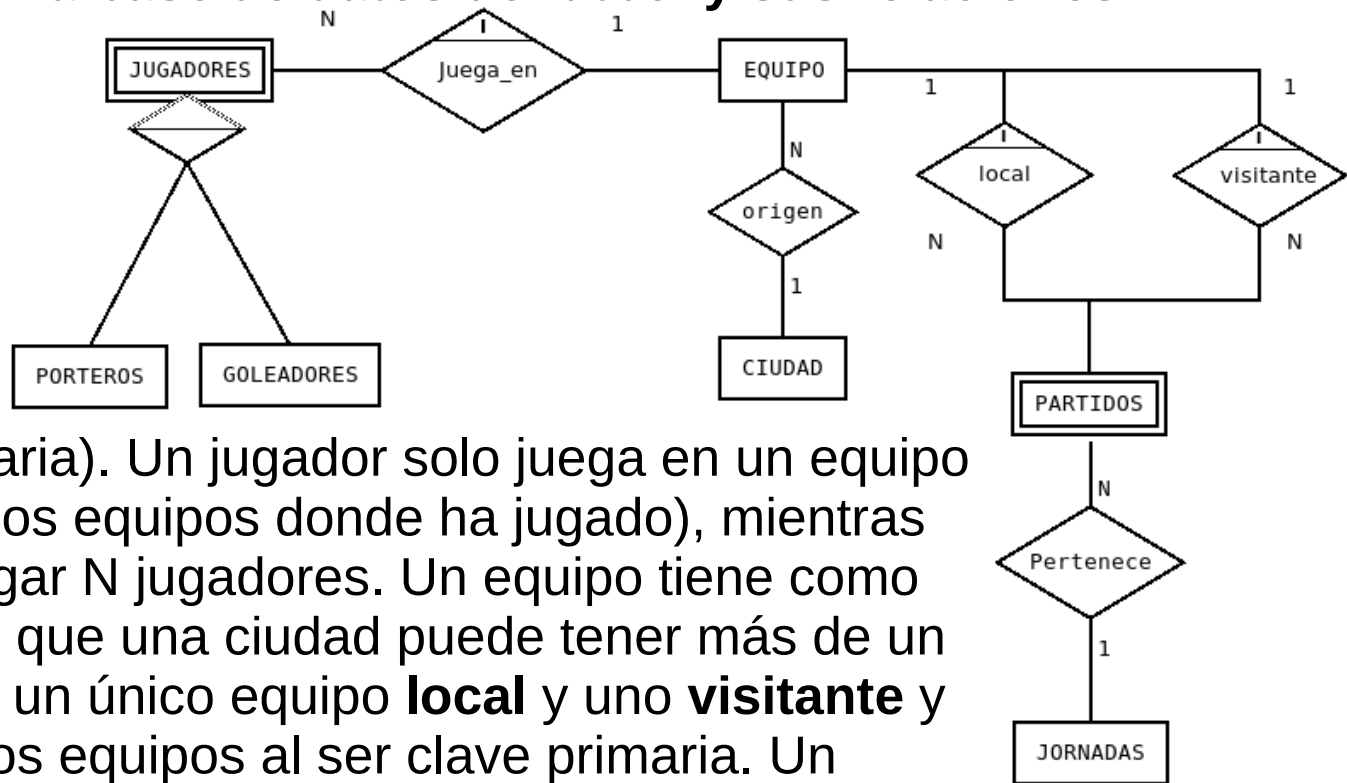 N
1
I
JUGADORES
Juega_en
EQUIPO
1
1
I
I
N
local
visitante
origen
N
N
1
PORTEROS
GOLEADORES
CIUDAD
PARTIDOS
aria). Un jugador solo juega en un equipo
os equipos donde ha jugado), mientras
N
gar N jugadores. Un equipo tiene como
Pertenece
que una ciudad puede tener más de un
1
un único equipo local y uno visitante y
os equipos al ser clave primaria. Un
JORNADAS